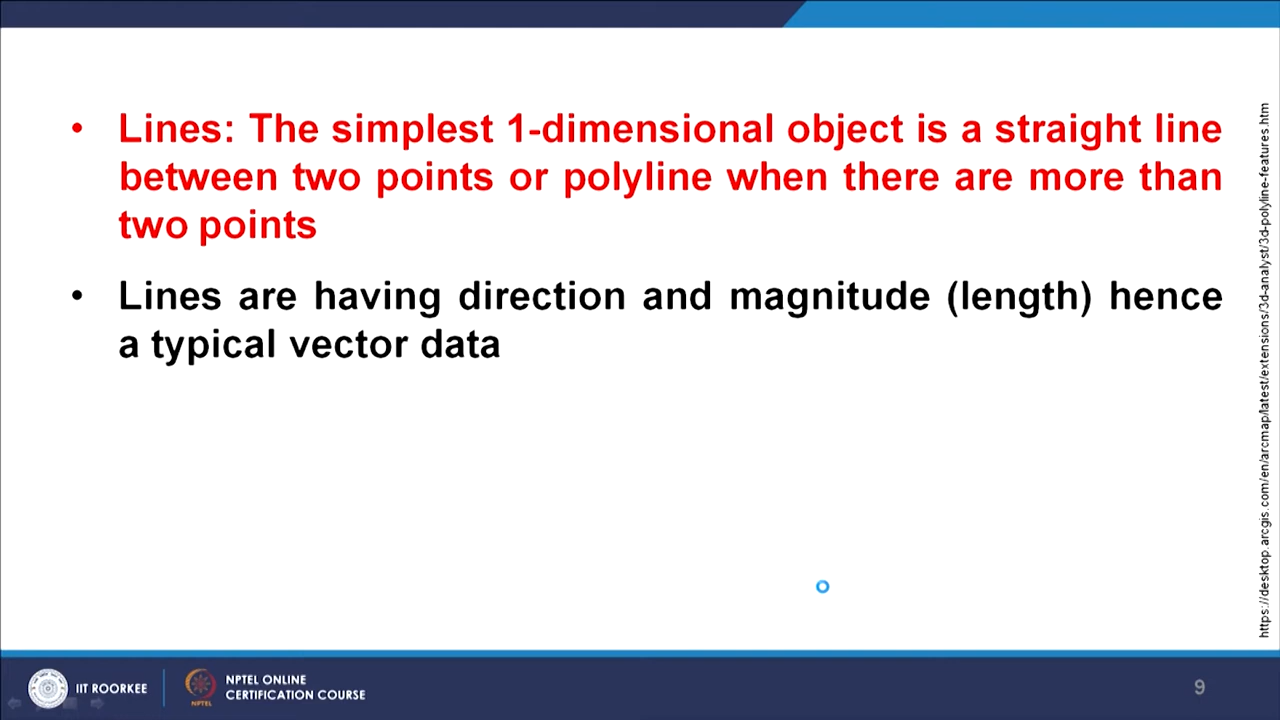 • Lines: The simplest 1-dimensional object is a straight line
between two points or polyline when there are more than
two points
• Lines are having direction and magnitude (length) hence
a typical vector data
https://desktop.arcgis.com/en/arcmap/latest/extensions/3d-analyst/3d-polyline-features.htm
IIT ROORKEE
NPTEL
NPTEL ONLINE
CERTIFICATION COURSE
9